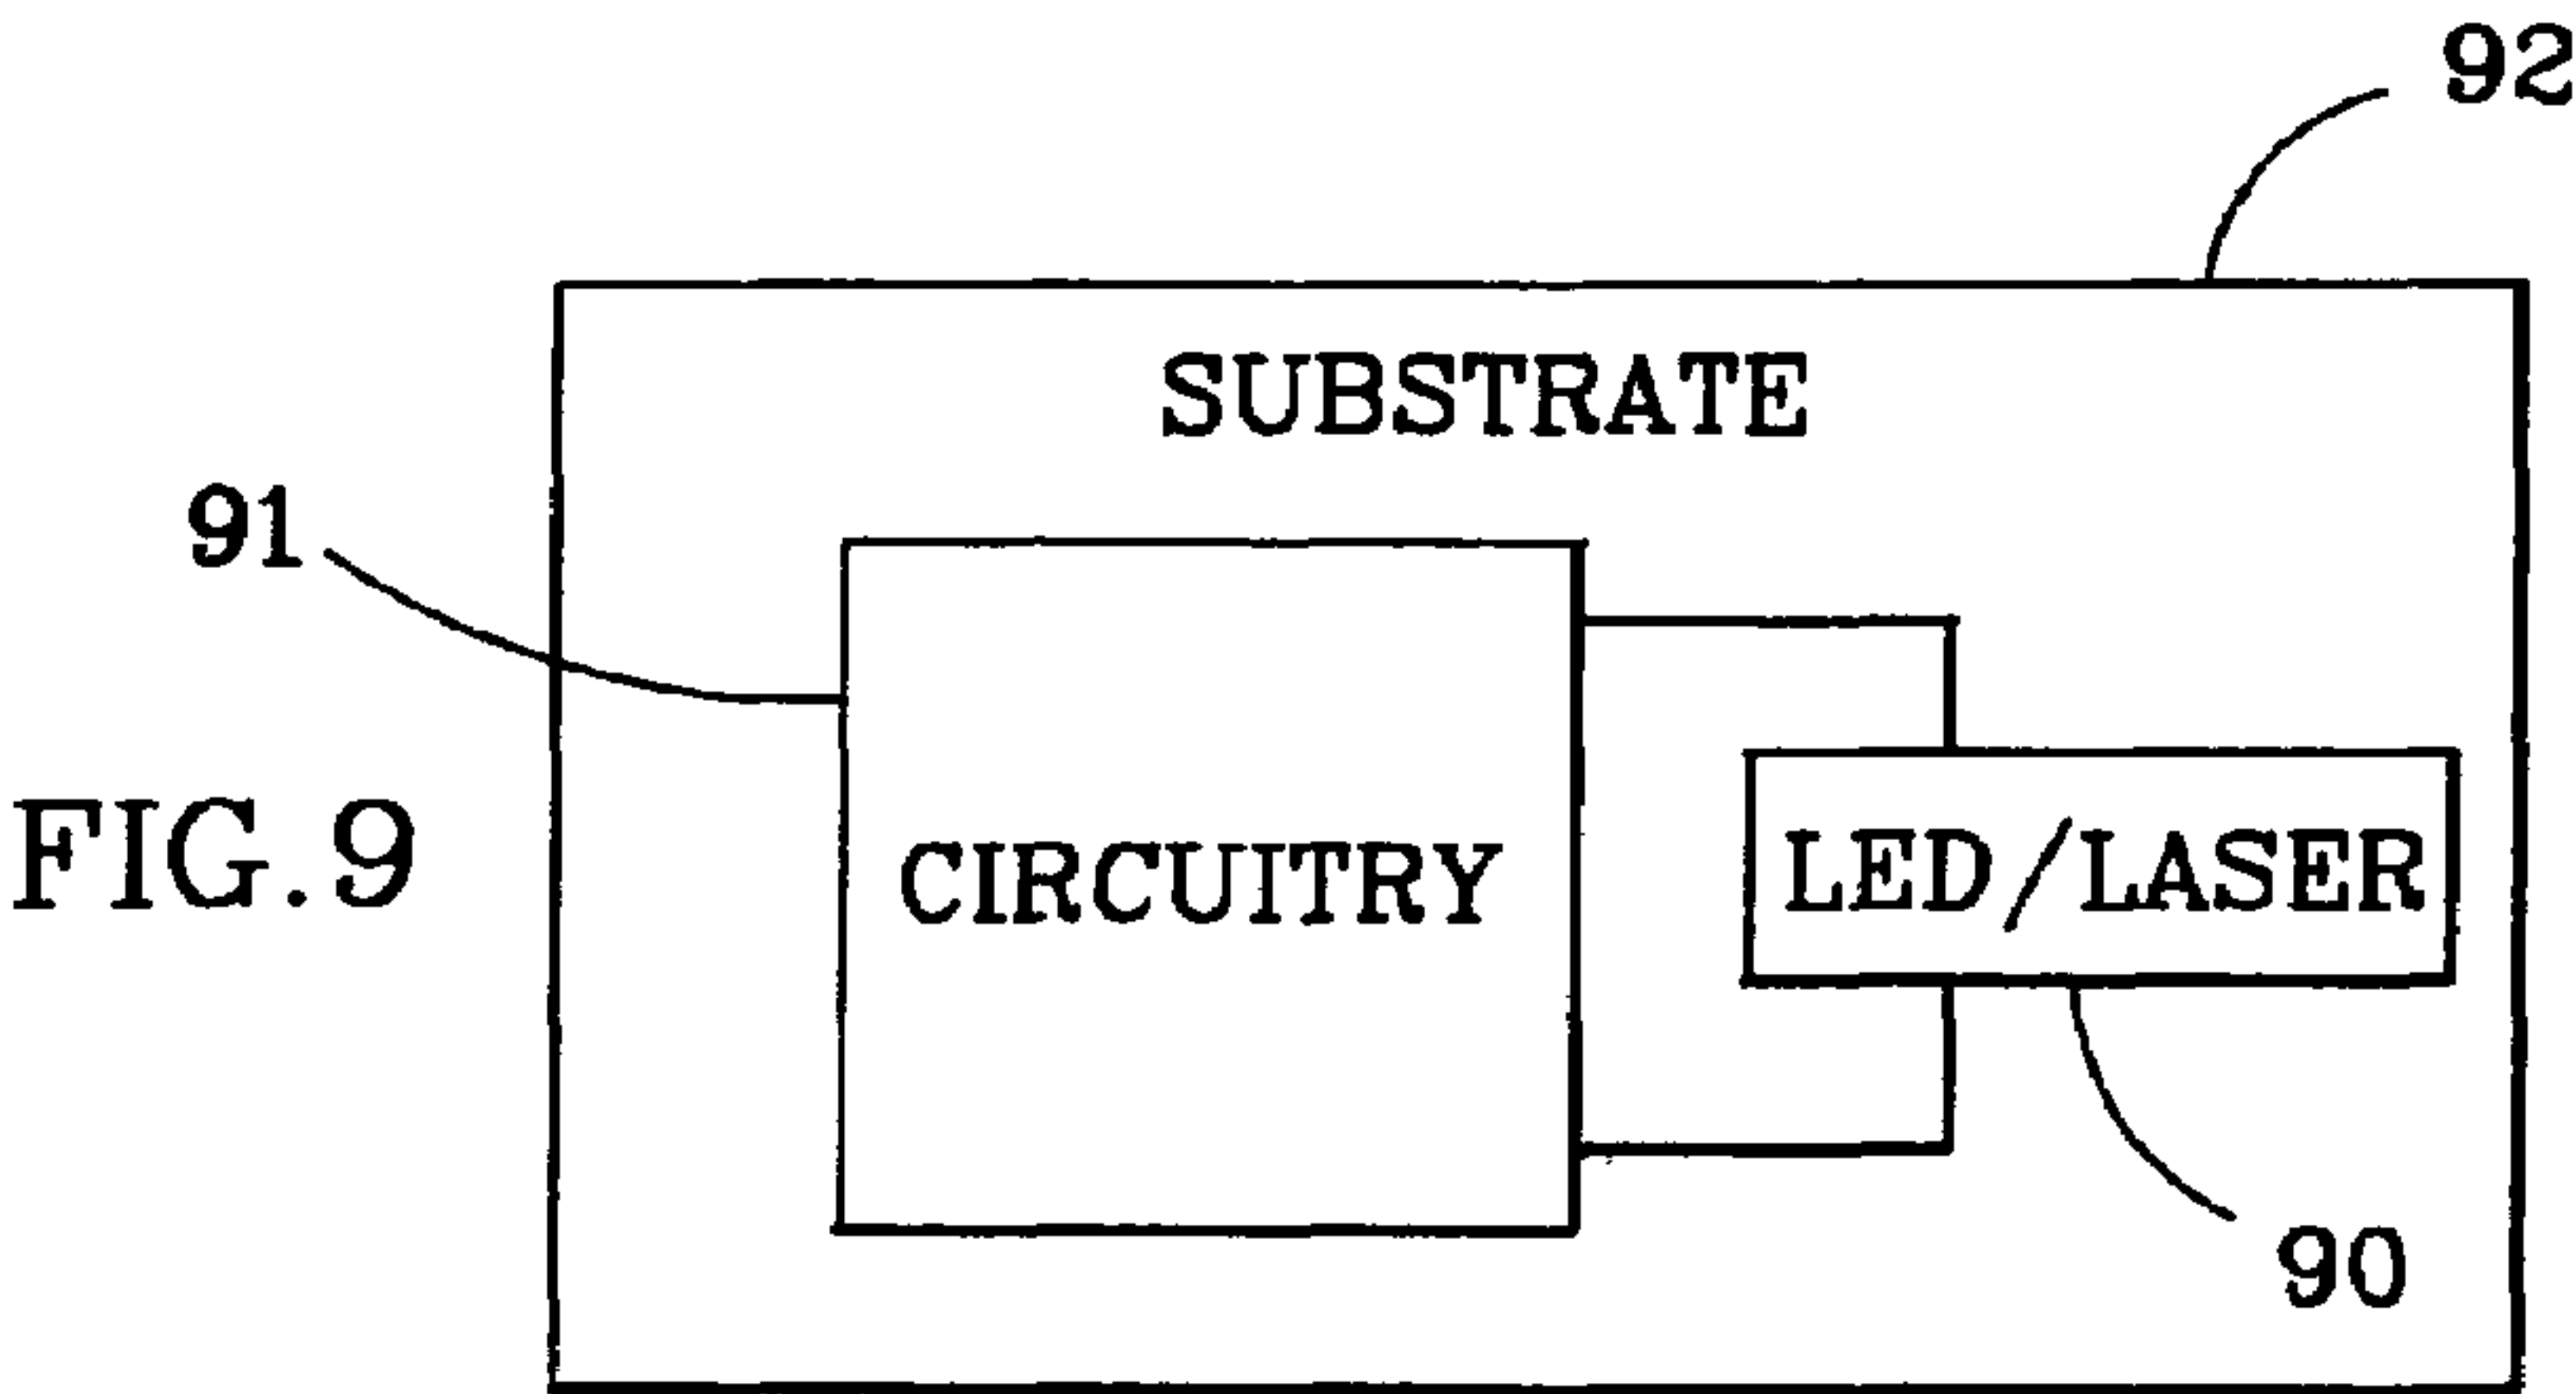 92
SUBSTRATE
91
FIG.9
CIRCUITRY
LED/LASER
90